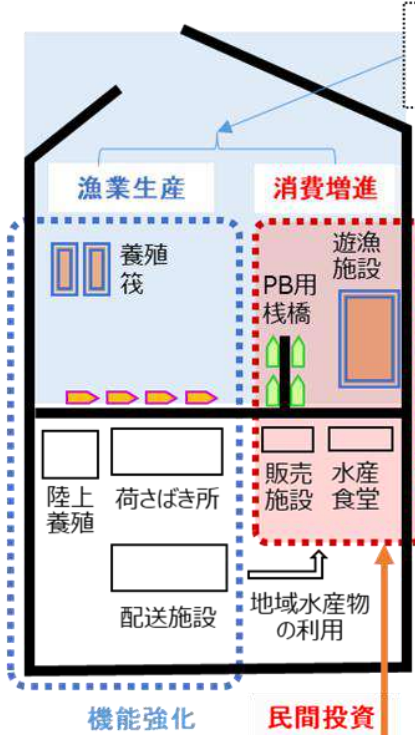 漁業生産
消費増進
養殖
筏
PB用
桟橋
遊漁
施設
陸上
養殖
荷さばき所
販売
施設
水産
食堂
配送施設
地域水産物
の利用
機能強化
民間投資